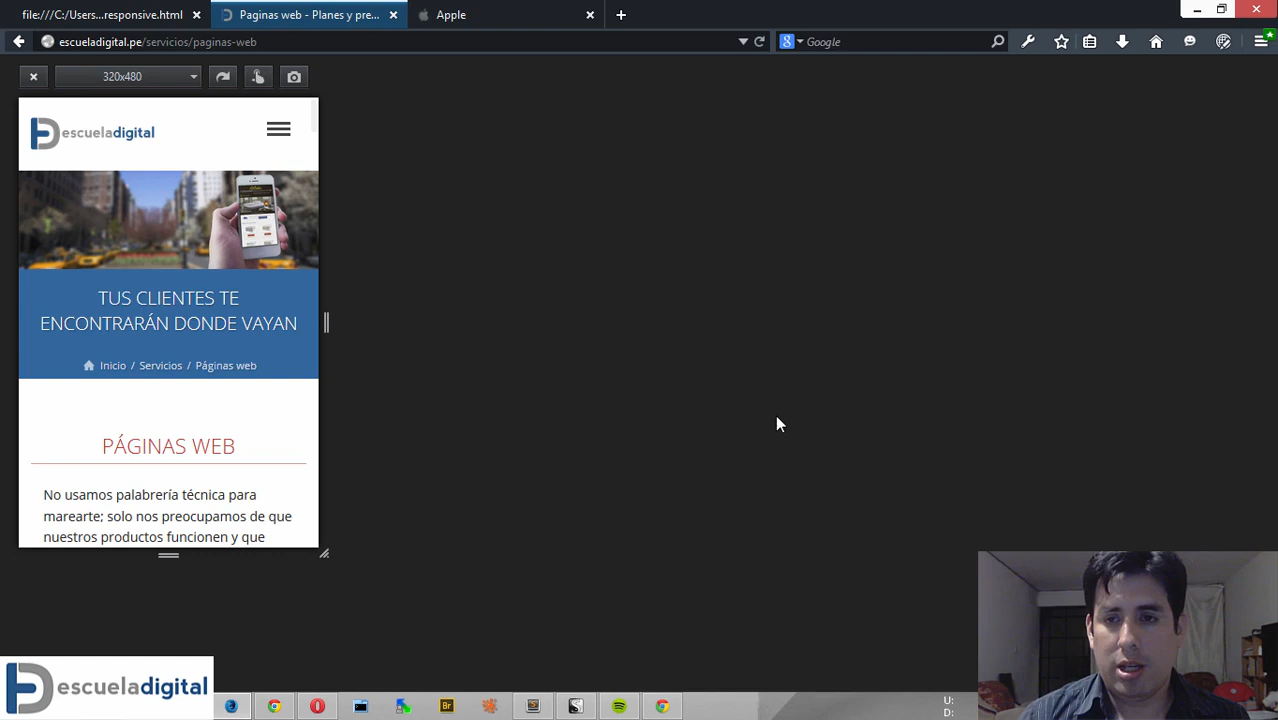 file:///C:/Users...responsive.html
Paginas web - Planes y pre...
Apple
escueladigital.pe/servicios/paginas-web
Google
320x480
escueladigital
TUS CLIENTES TE
ENCONTRARÁN DONDE VAYAN
Inicio / Servicios / Páginas web
PÁGINAS WEB
No usamos palabrería técnica para
marearte; solo nos preocupamos de que
nuestros productos funcionen y que
escueladigital
Br
U:
D: